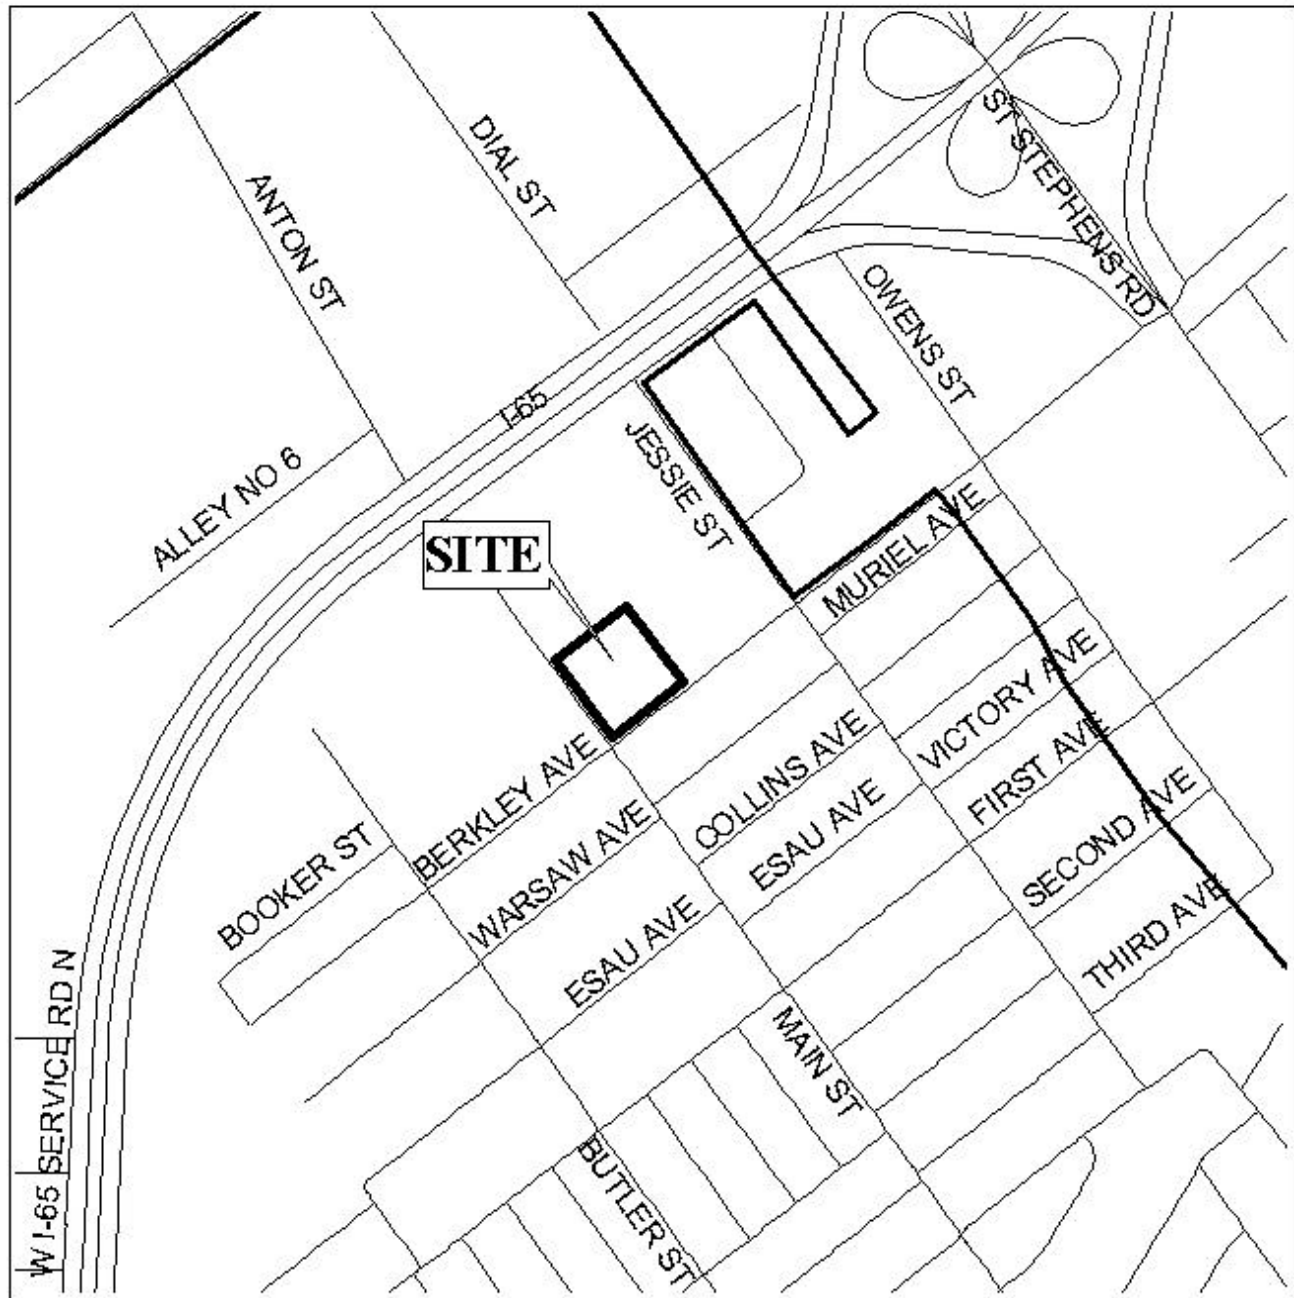 ST STEPHENS RD
DIAL ST
ANTON ST
OWENS ST
I-65
JESSIE ST
ALLEY NO 6
SITE
MURIEL AVE
VICTORY AVE
COLLINS AVE
FIRST AVE
BERKLEY AVE
ESAU AVE
SECOND AVE
WARSAW AVE
BOOKER ST
THIRD AVE
ESAU AVE
MAIN ST
W I-65 SERVICE RD N
BUTLER ST